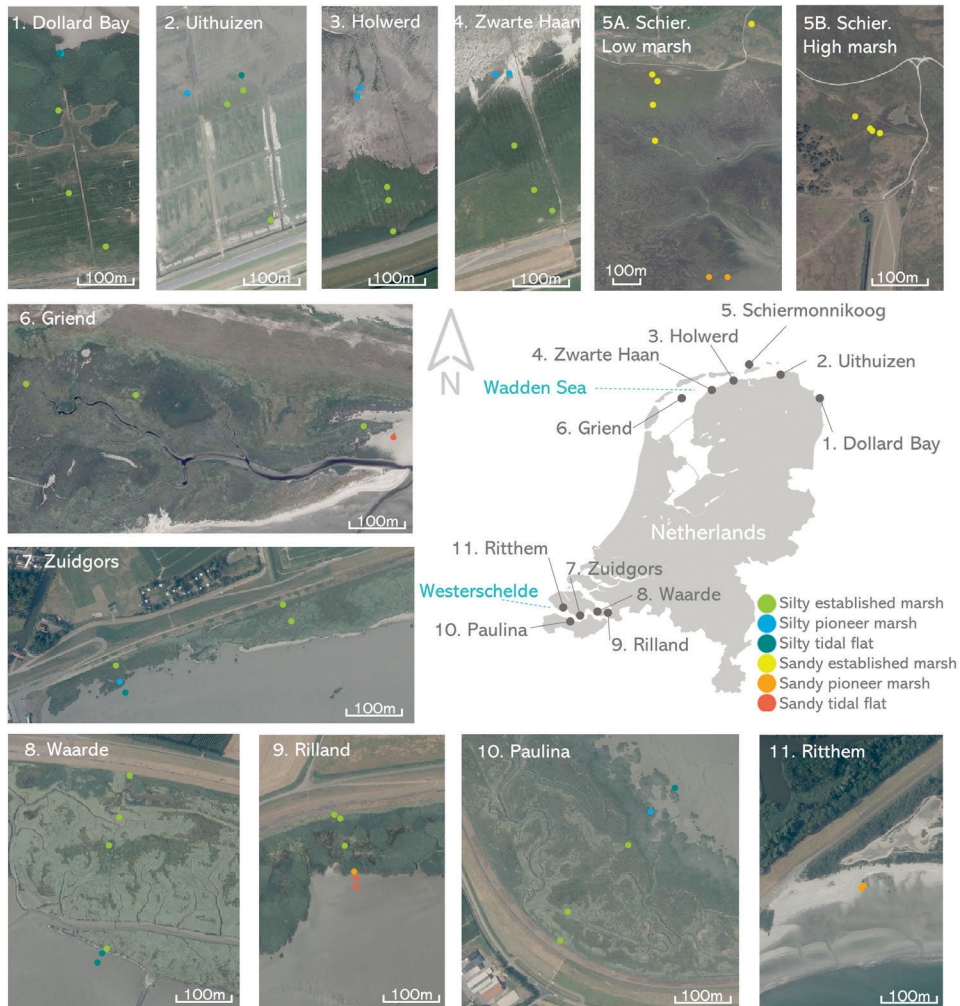 1. Dollard Bay
100m
2. Uithuizen
100m
3. Holwerd
100m
4. Zwarte Haan
100m
5A. Schier.
Low marsh
100m
5B. Schier.
High marsh
100m
6. Griend
100m
N
5. Schiermonnikoog
3. Holwerd
4. Zwarte Haan
2. Uithuizen
Wadden Sea
6. Griend
1. Dollard Bay
Netherlands
11. Ritthem
7. Zuidgors
Westerschelde
8. Waarde
10. Paulina
9. Rilland
Silty established marsh
Silty pioneer marsh
Silty tidal flat
Sandy established marsh
Sandy pioneer marsh
Sandy tidal flat
7. Zuidgors
100m
8. Waarde
100m
9. Rilland
100m
10. Paulina
100m
11. Ritthem
100m